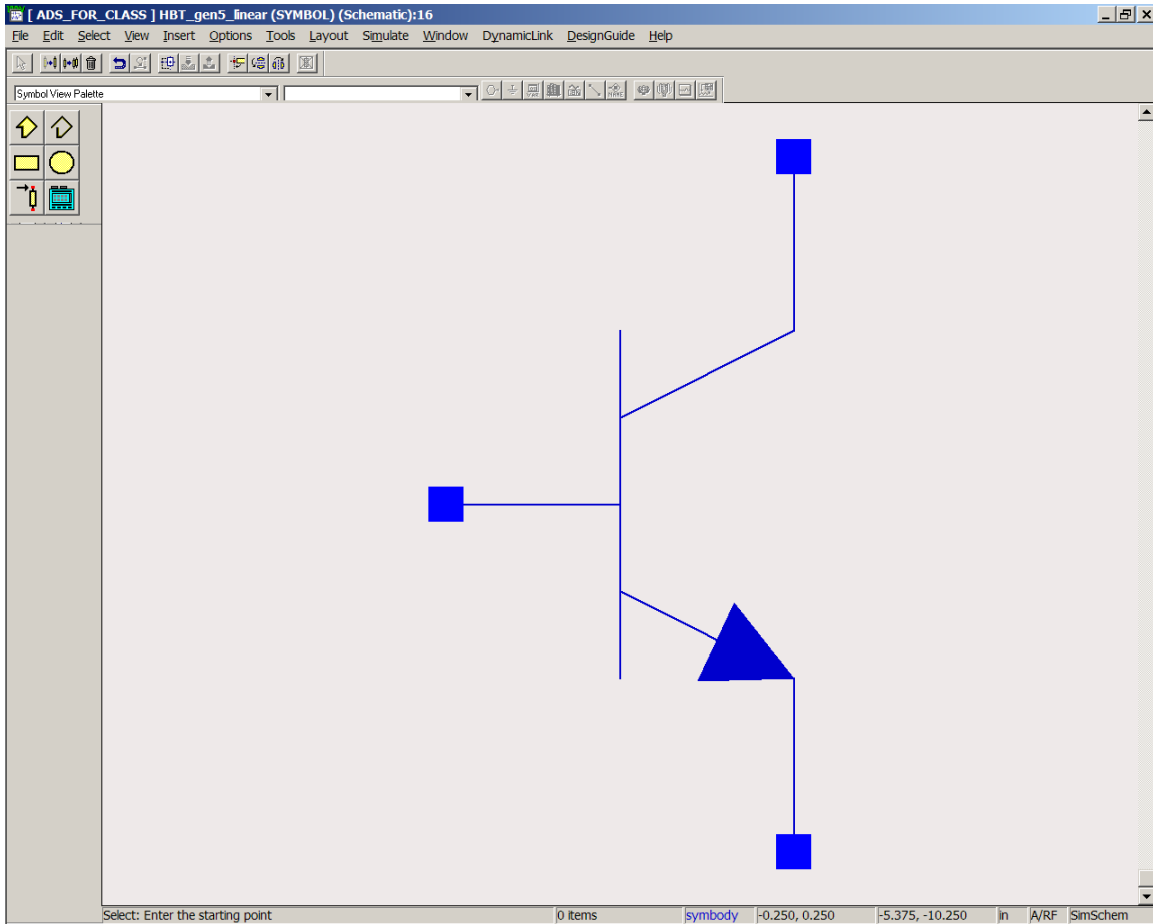 [ ADS_FOR_CLASS ] HBT_gen5_linear (SYMBOL) (Schematic):16
File Edit Select View Insert Options Tools Layout Simulate Window DynamicLink DesignGuide Help
Symbol View Palette
VAR
NAME
Select: Enter the starting point 0 items symbody -0.250, 0.250 -5.375, -10.250 in A/RF SimSchem